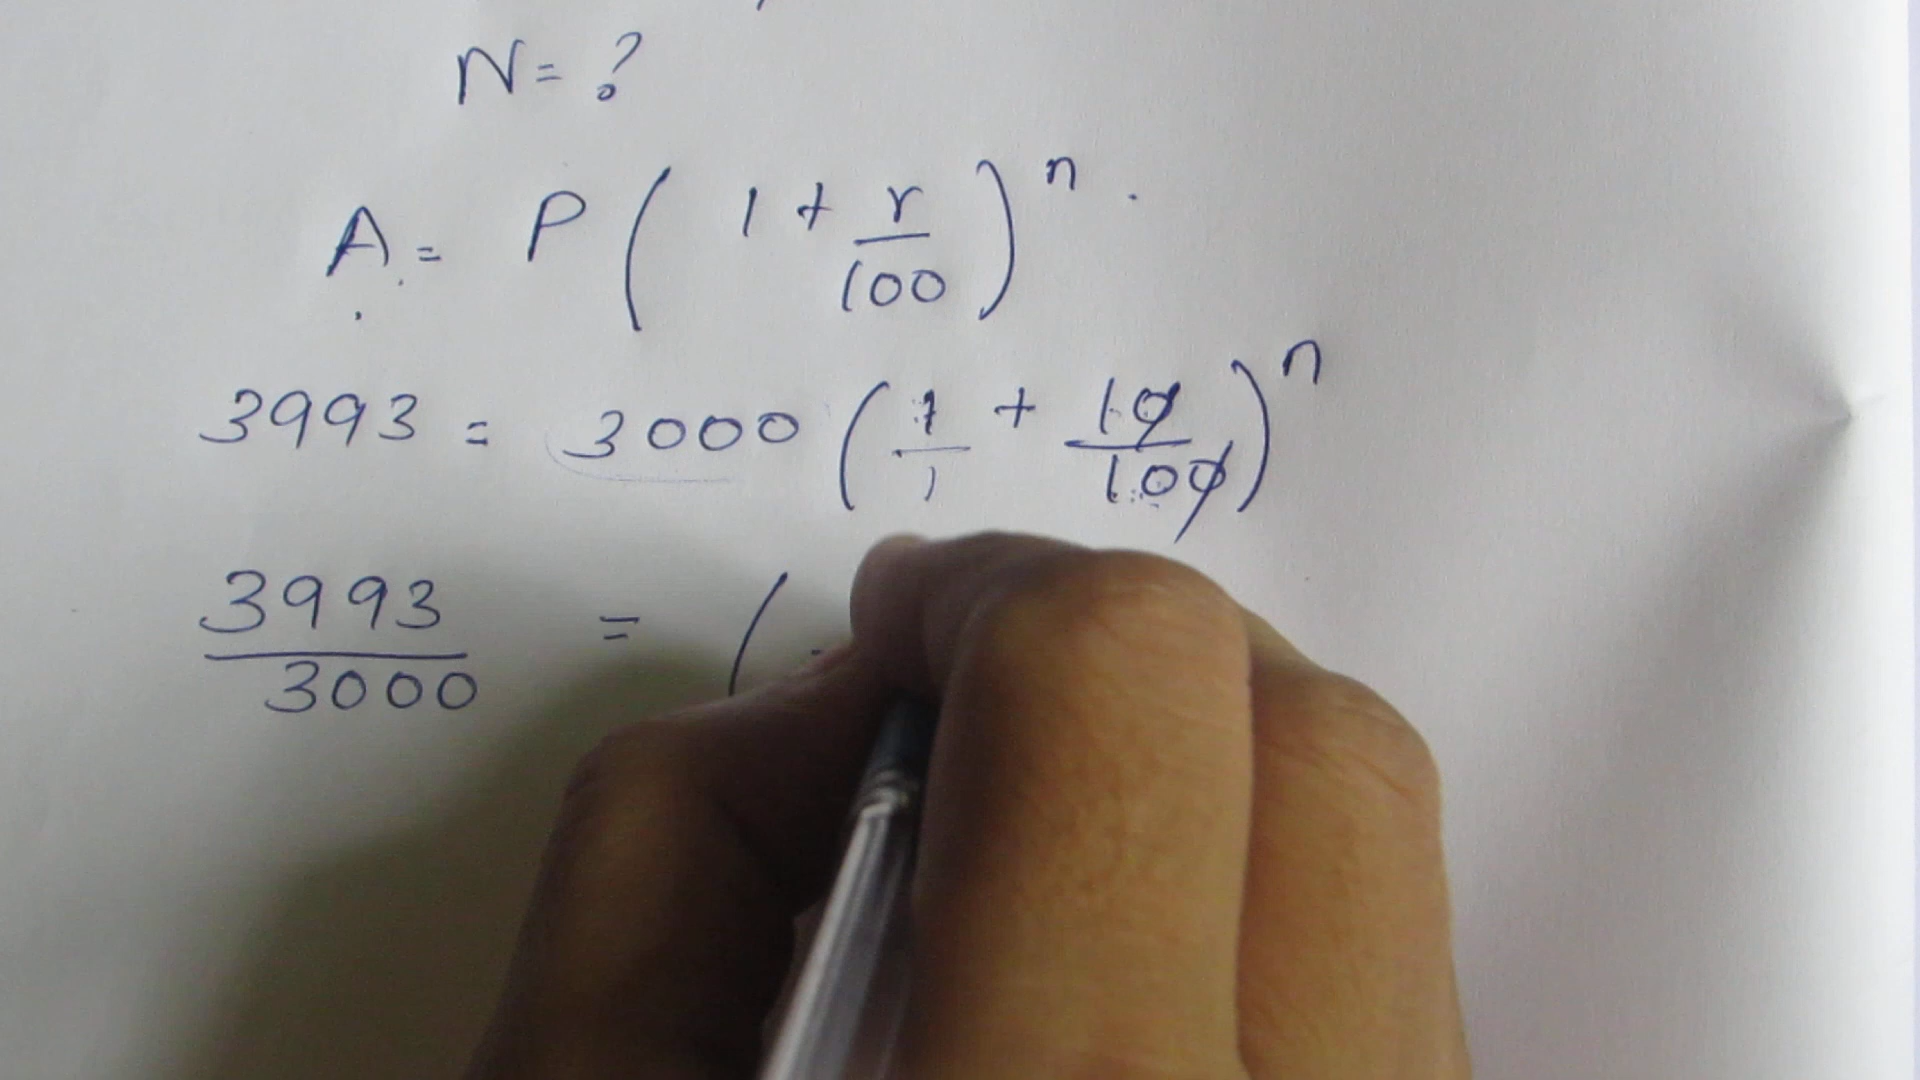 N = ?
A = P ( 1 + r/100 )^n .
3993 = 3000 ( 1/1 + 10/100 )^n
3993/3000 = (